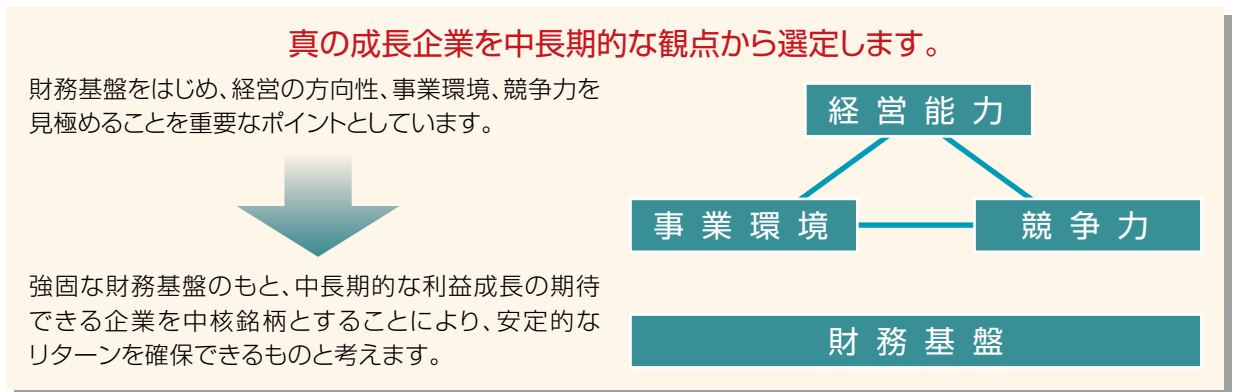 真の成長企業を中長期的な観点から選定します。
財務基盤をはじめ、経営の方向性、事業環境、競争力を
見極めることを重要なポイントとしています。
強固な財務基盤のもと、中長期的な利益成長の期待
できる企業を中核銘柄とすることにより、安定的な
リターンを確保できるものと考えます。
経営能力
事業環境
競争力
財務基盤